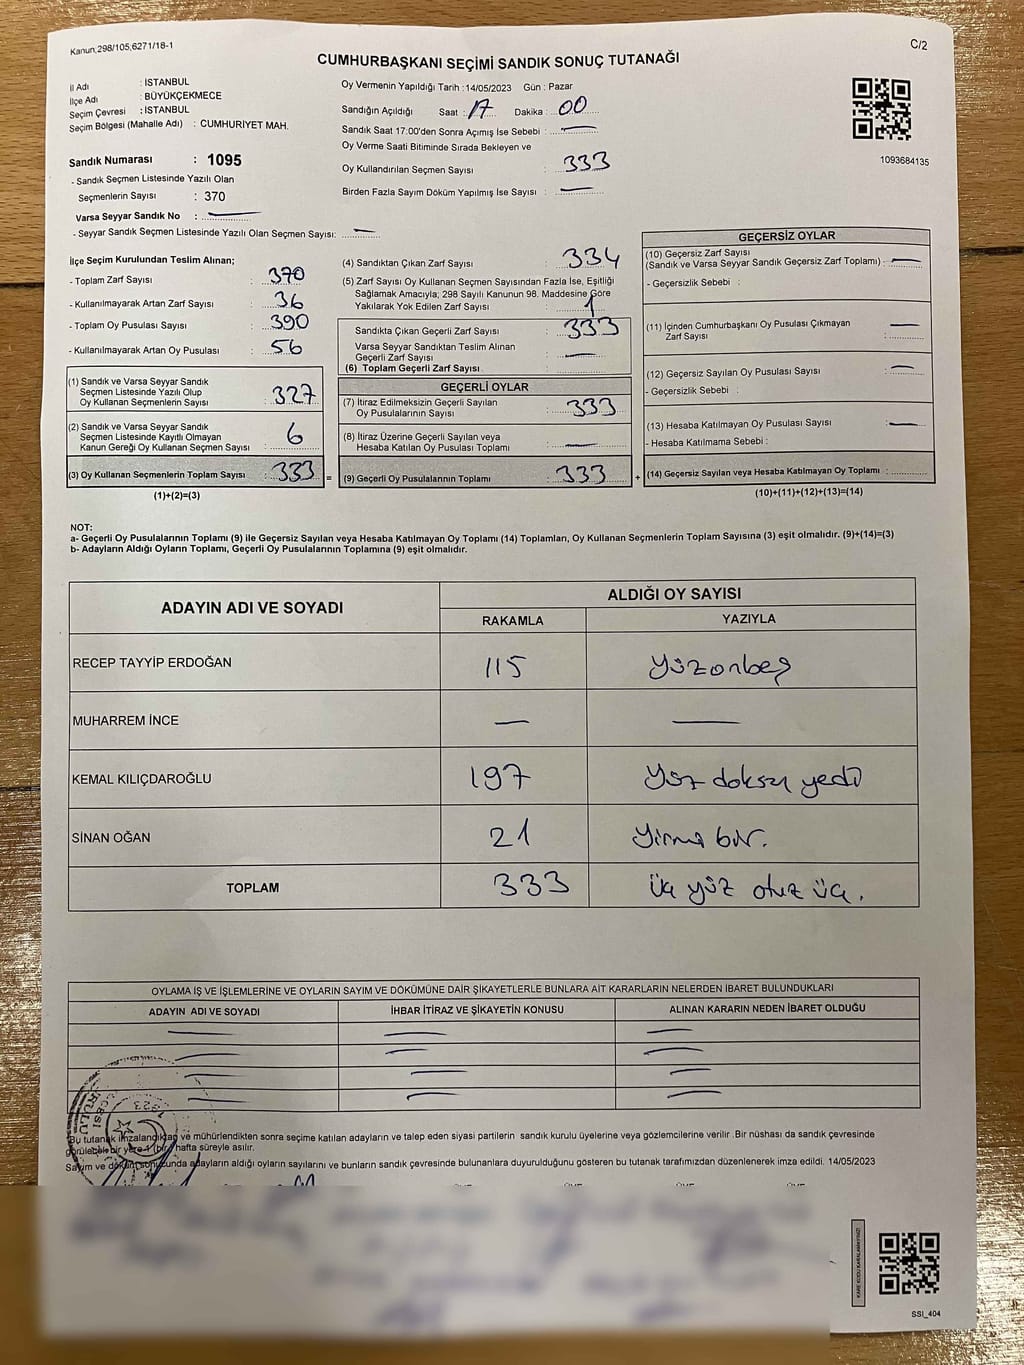 Kanun,298/105,6271/18-1
C/2
CUMHURBAŞKANI SEÇİMİ SANDIK SONUÇ TUTANAĞI
İl Adı : İSTANBUL
İlçe Adı : BÜYÜKÇEKMECE
Seçim Çevresi : İSTANBUL
Seçim Bölgesi (Mahalle Adı) : CUMHURİYET MAH.
Sandık Numarası : 1095
- Sandık Seçmen Listesinde Yazılı Olan
Seçmenlerin Sayısı : 370
Varsa Seyyar Sandık No : —
- Seyyar Sandık Seçmen Listesinde Yazılı Olan Seçmen Sayısı: —
Oy Vermenin Yapıldığı Tarih : 14/05/2023 Gün : Pazar
Sandığın Açıldığı Saat : 17 Dakika : 00
Sandık Saat 17:00'den Sonra Açımış İse Sebebi : —
Oy Verme Saati Bitiminde Sırada Bekleyen ve
Oy Kullandırılan Seçmen Sayısı : 333
Birden Fazla Sayım Döküm Yapılmış İse Sayısı : —
1093684135
İlçe Seçim Kurulundan Teslim Alınan;
- Toplam Zarf Sayısı : 370
- Kullanılmayarak Artan Zarf Sayısı : 36
- Toplam Oy Pusulası Sayısı : 390
- Kullanılmayarak Artan Oy Pusulası : 56
(1) Sandık ve Varsa Seyyar Sandık
Seçmen Listesinde Yazılı Olup
Oy Kullanan Seçmenlerin Sayısı : 327
(2) Sandık ve Varsa Seyyar Sandık
Seçmen Listesinde Kayıtlı Olmayan
Kanun Gereği Oy Kullanan Seçmen Sayısı : 6
(3) Oy Kullanan Seçmenlerin Toplam Sayısı : 333
(1)+(2)=(3)
=
(4) Sandıktan Çıkan Zarf Sayısı : 334
(5) Zarf Sayısı Oy Kullanan Seçmen Sayısından Fazla İse, Eşitliği
Sağlamak Amacıyla, 298 Sayılı Kanunun 98. Maddesine Göre
Yakılarak Yok Edilen Zarf Sayısı : 1
Sandıkta Çıkan Geçerli Zarf Sayısı : 333
Varsa Seyyar Sandıktan Teslim Alınan
Geçerli Zarf Sayısı : —
(6) Toplam Geçerli Zarf Sayısı :
GEÇERLİ OYLAR
(7) İtiraz Edilmeksizin Geçerli Sayılan
Oy Pusulalarının Sayısı : 333
(8) İtiraz Üzerine Geçerli Sayılan veya
Hesaba Katılan Oy Pusulası Toplamı : —
(9) Geçerli Oy Pusulalarının Toplamı : 333
+
GEÇERSİZ OYLAR
(10) Geçersiz Zarf Sayısı
(Sandık ve Varsa Seyyar Sandık Geçersiz Zarf Toplamı) : —
- Geçersizlik Sebebi :
(11) İçinden Cumhurbaşkanı Oy Pusulası Çıkmayan
Zarf Sayısı : —
(12) Geçersiz Sayılan Oy Pusulası Sayısı : —
- Geçersizlik Sebebi :
(13) Hesaba Katılmayan Oy Pusulası Sayısı : —
- Hesaba Katılmama Sebebi :
(14) Geçersiz Sayılan veya Hesaba Katılmayan Oy Toplamı :
(10)+(11)+(12)+(13)=(14)
NOT:
a- Geçerli Oy Pusulalarının Toplamı (9) ile Geçersiz Sayılan veya Hesaba Katılmayan Oy Toplamı (14) Toplamları, Oy Kullanan Seçmenlerin Toplam Sayısına (3) eşit olmalıdır. (9)+(14)=(3)
b- Adayların Aldığı Oyların Toplamı, Geçerli Oy Pusulalarının Toplamına (9) eşit olmalıdır.
ADAYIN ADI VE SOYADI
ALDIĞI OY SAYISI
RAKAMLA YAZIYLA
RECEP TAYYİP ERDOĞAN 115 Yüzonbeş
MUHARREM İNCE — —
KEMAL KILIÇDAROĞLU 197 Yüz doksan yedi
SİNAN OĞAN 21 Yirmi bir.
TOPLAM 333 üç yüz otuz üç.
OYLAMA İŞ VE İŞLEMLERİNE VE OYLARIN SAYIM VE DÖKÜMÜNE DAİR ŞİKAYETLERLE BUNLARA AİT KARARLARIN NELERDEN İBARET BULUNDUKLARI
ADAYIN ADI VE SOYADI İHBAR İTİRAZ VE ŞİKAYETİN KONUSU ALINAN KARARIN NEDEN İBARET OLDUĞU
1923
Bu tutanak imzalandıktan ve mühürlendikten sonra seçime katılan adayların ve talep eden siyasi partilerin sandık kurulu üyelerine veya gözlemcilerine verilir .Bir nüshası da sandık çevresinde
görülecek bir yere 1 (bir) hafta süreyle asılır.
Sayım ve döküm sonucunda adayların aldığı oyların sayılarını ve bunların sandık çevresinde bulunanlara duyurulduğunu gösteren bu tutanak tarafımızdan düzenlenerek imza edildi. 14/05/2023
SSI_404